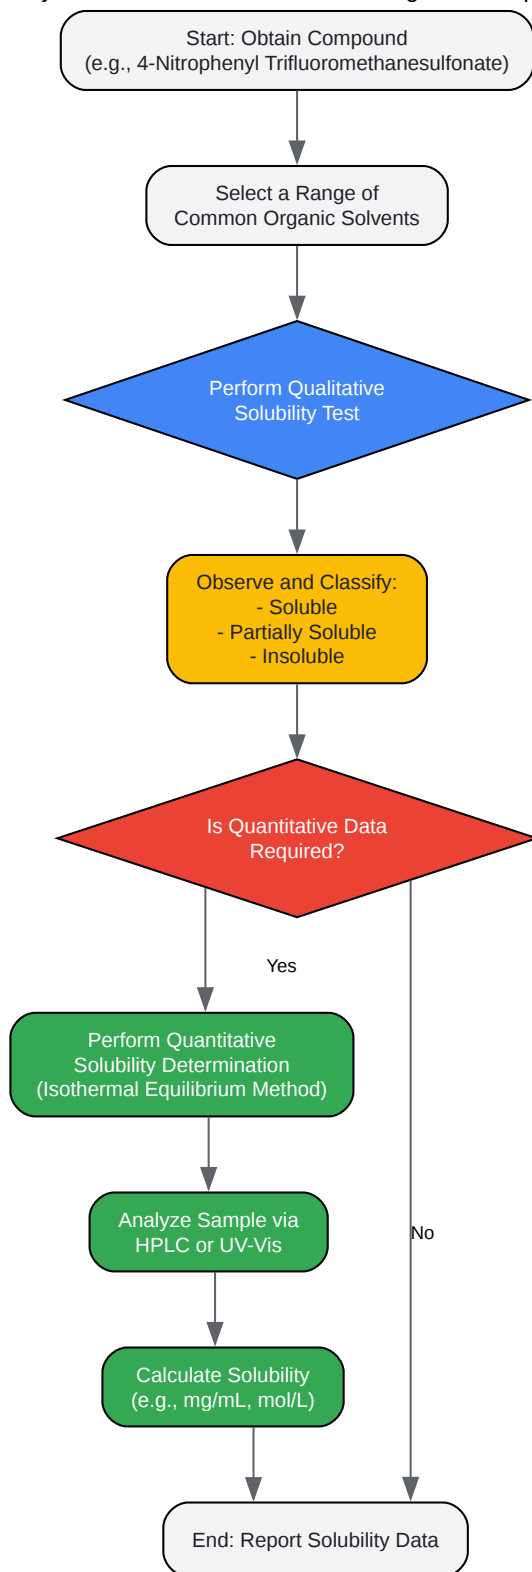 Start: Obtain Compound
(e.g., 4-Nitrophenyl Trifluoromethanesulfonate)
Select a Range of
Common Organic Solvents
Perform Qualitative
Solubility Test
Observe and Classify:
- Soluble
- Partially Soluble
- Insoluble
Is Quantitative Data
Required?
Yes
Perform Quantitative
Solubility Determination
(Isothermal Equilibrium Method)
Analyze Sample via
HPLC or UV-Vis
No
Calculate Solubility
(e.g., mg/mL, mol/L)
End: Report Solubility Data